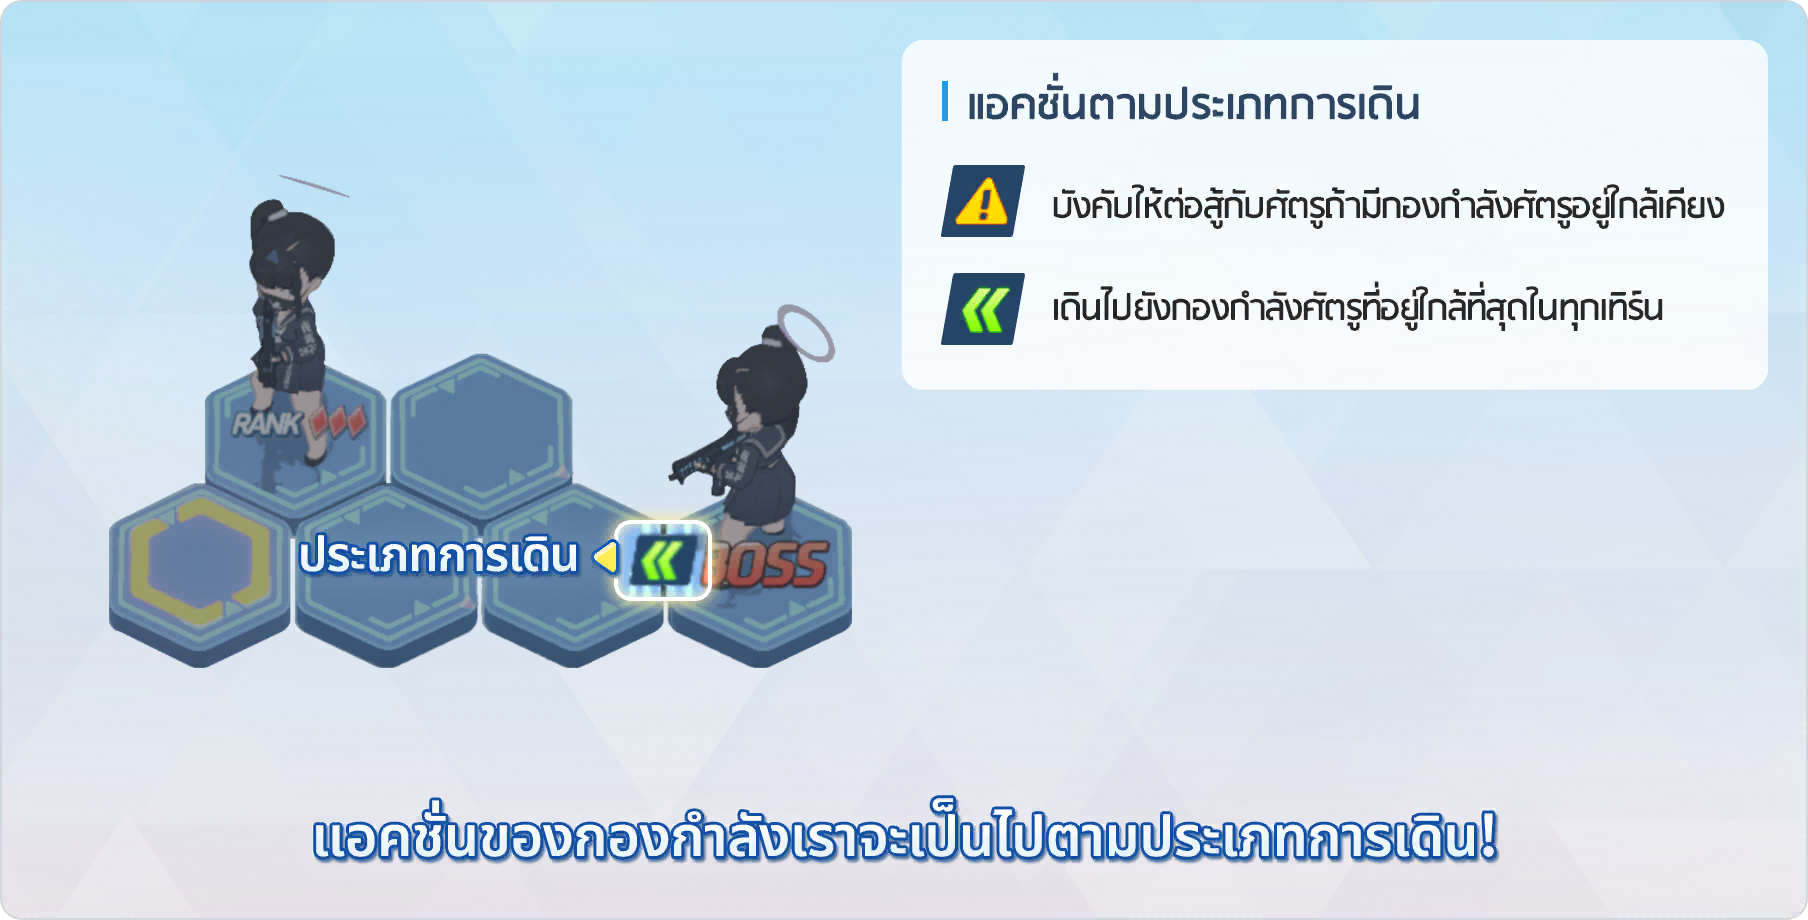 แอคชั่นตามประเภทการเดิน
บังคับให้ต่อสู้กับศัตรูถ้ามีกองกำลังศัตรูอยู่ใกล้เคียง
เดินไปยังกองกำลังศัตรูที่อยู่ใกล้ที่สุดในทุกเทิร์น
RANK
ประเภทการเดิน
BOSS
แอคชั่นของกองกำลังเราจะเป็นไปตามประเภทการเดิน!